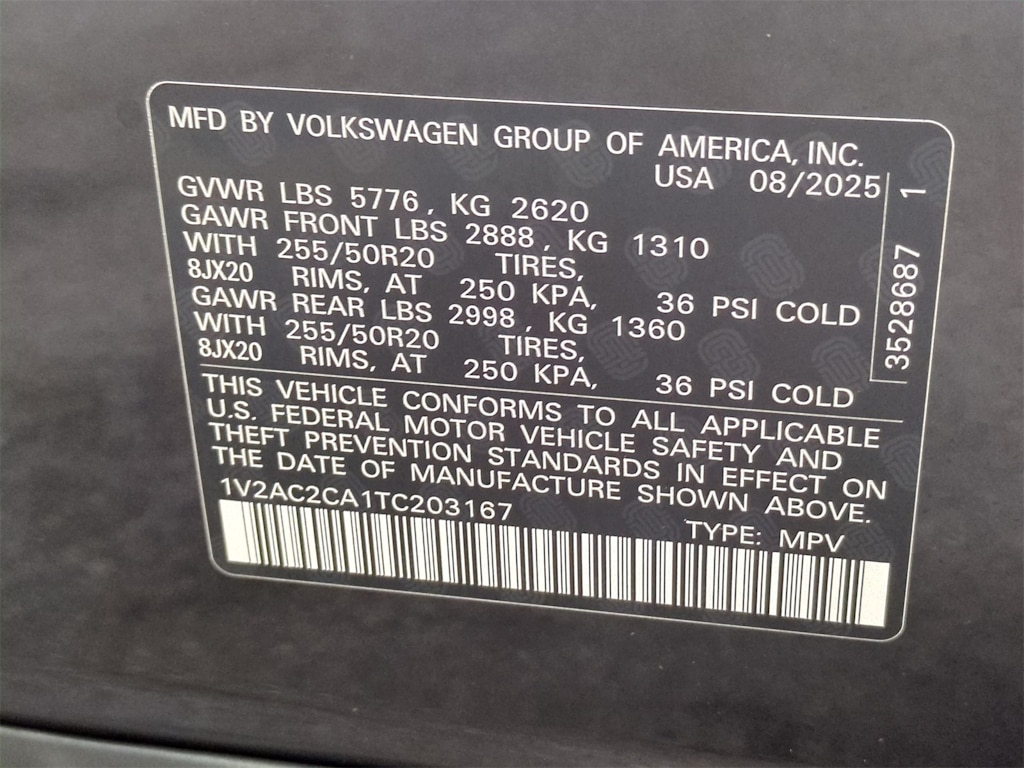 MFD BY VOLKSWAGEN GROUP OF AMERICA, INC.
USA 08/2025
GVWR LBS 5776, KG 2620
GAWR FRONT LBS 2888, KG 1310
WITH 255/50R20 TIRES,
8JX20 RIMS, AT 250 KPA, 36 PSI COLD
GAWR REAR LBS 2998, KG 1360
WITH 255/50R20 TIRES,
8JX20 RIMS, AT 250 KPA, 36 PSI COLD
3528687 1
THIS VEHICLE CONFORMS TO ALL APPLICABLE
U.S. FEDERAL MOTOR VEHICLE SAFETY AND
THEFT PREVENTION STANDARDS IN EFFECT ON
THE DATE OF MANUFACTURE SHOWN ABOVE.
1V2AC2CA1TC203167
TYPE: MPV